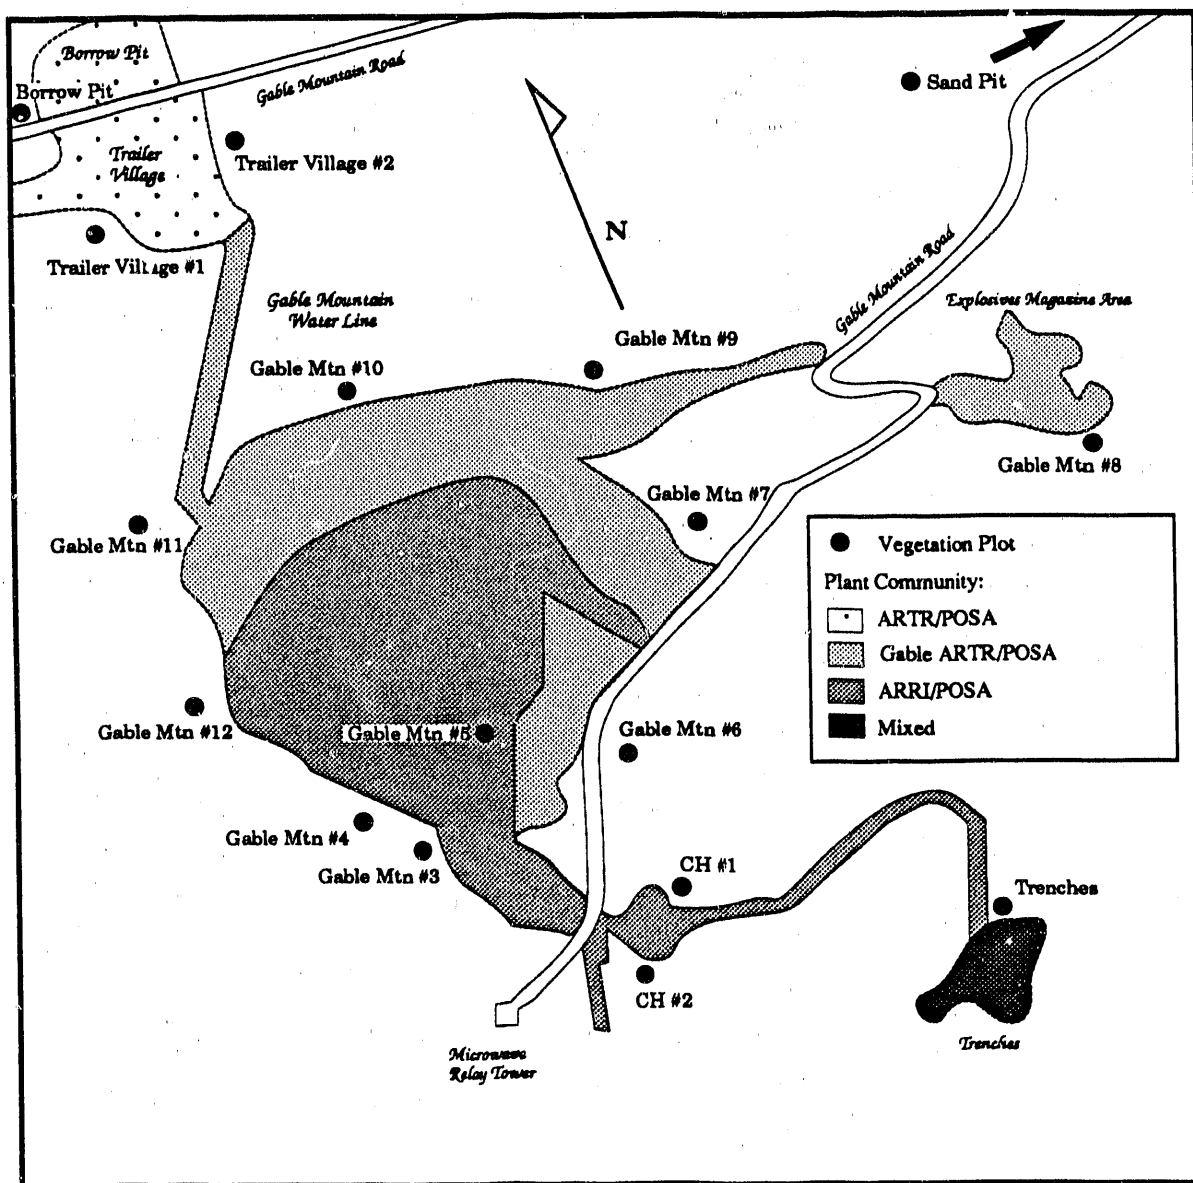 Borrow Pit
Borrow Pit
Gable Mountain Road
Sand Pit
Trailer
Village
Trailer Village #2
N
Trailer Village #1
Gable Mountain Road
Gable Mountain
Water Line
Explosives Magazine Area
Gable Mtn #9
Gable Mtn #10
Gable Mtn #8
Gable Mtn #7
Gable Mtn #11
Vegetation Plot
Plant Community:
ARTR/POSA
Gable ARTR/POSA
ARRI/POSA
Mixed
Gable Mtn #12
Gable Mtn #5
Gable Mtn #6
Gable Mtn #4
Gable Mtn #3
CH #1
Trenches
CH #2
Trenches
Microwave
Relay Tower